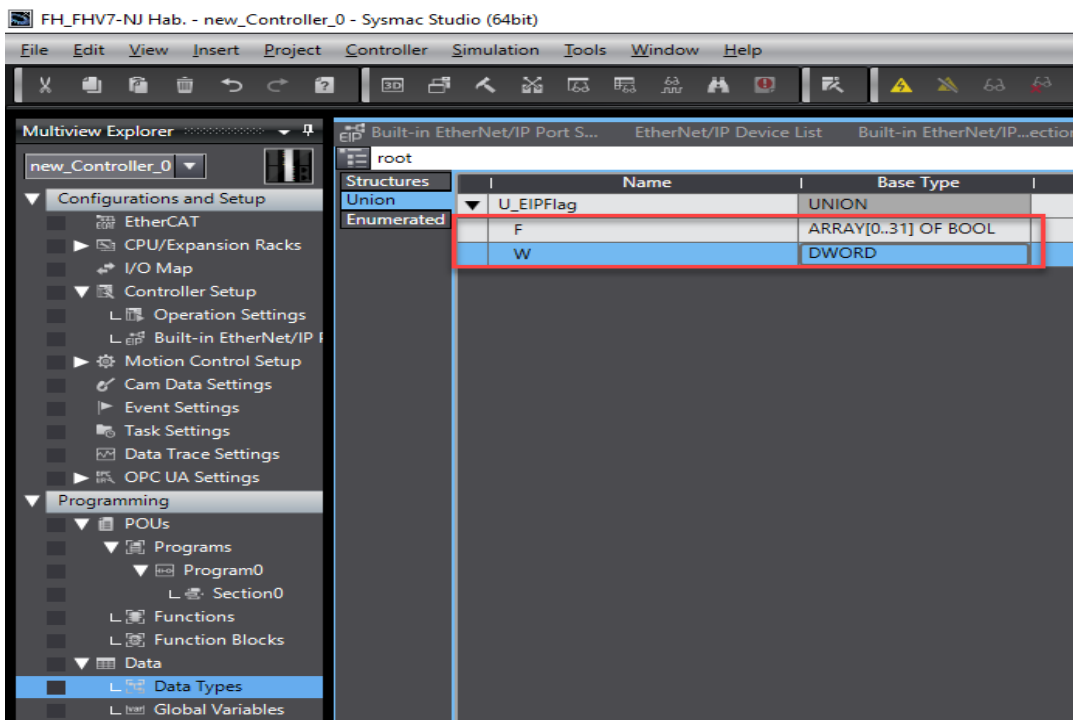 FH_FHV7-NJ Hab. - new_Controller_0 - Sysmac Studio (64bit)
File Edit View Insert Project Controller Simulation Tools Window Help
3D
Multiview Explorer
new_Controller_0
Configurations and Setup
EtherCAT
CPU/Expansion Racks
I/O Map
Controller Setup
Operation Settings
Built-in EtherNet/IP
Motion Control Setup
Cam Data Settings
Event Settings
Task Settings
Data Trace Settings
OPC UA Settings
Programming
POUs
Programs
Program0
Section0
Functions
Function Blocks
Data
Data Types
Global Variables
EIP Built-in EtherNet/IP Port S... EtherNet/IP Device List Built-in EtherNet/IP...ection
root
Structures
Union
Enumerated
Name Base Type
U_EIPFlag UNION
F ARRAY[0..31] OF BOOL
W DWORD